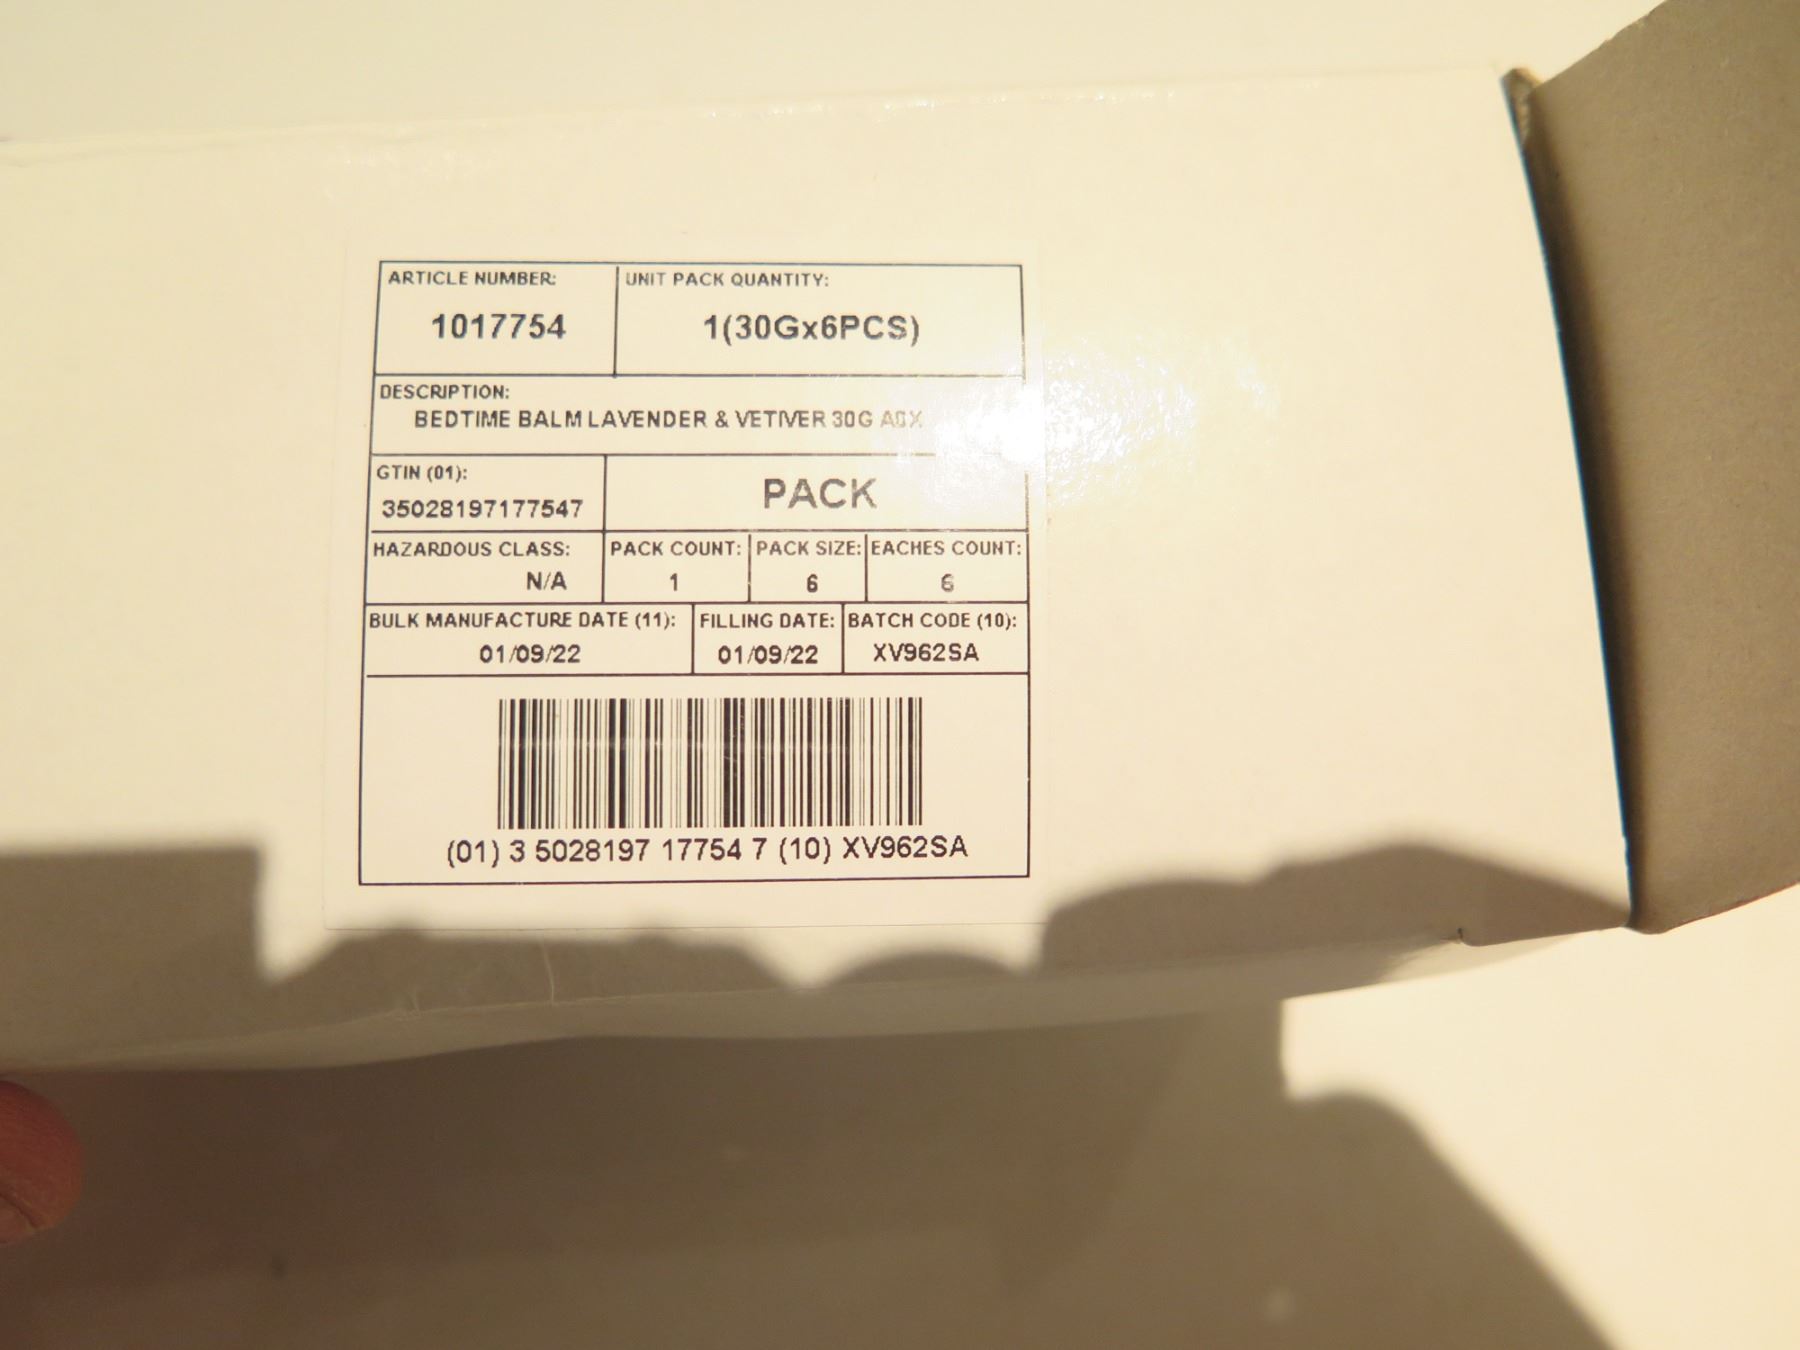 ARTICLE NUMBER: UNIT PACK QUANTITY:
1017754 1(30Gx6PCS)
DESCRIPTION:
BEDTIME BALM LAVENDER & VETIVER 30G
GTIN (01):
35028197177547 PACK
HAZARDOUS CLASS: PACK COUNT: PACK SIZE: EACHES COUNT:
N/A 1 6 6
BULK MANUFACTURE DATE (11): FILLING DATE: BATCH CODE (10):
01/09/22 01/09/22 XV962SA
(01) 3 5028197 17754 7 (10) XV962SA